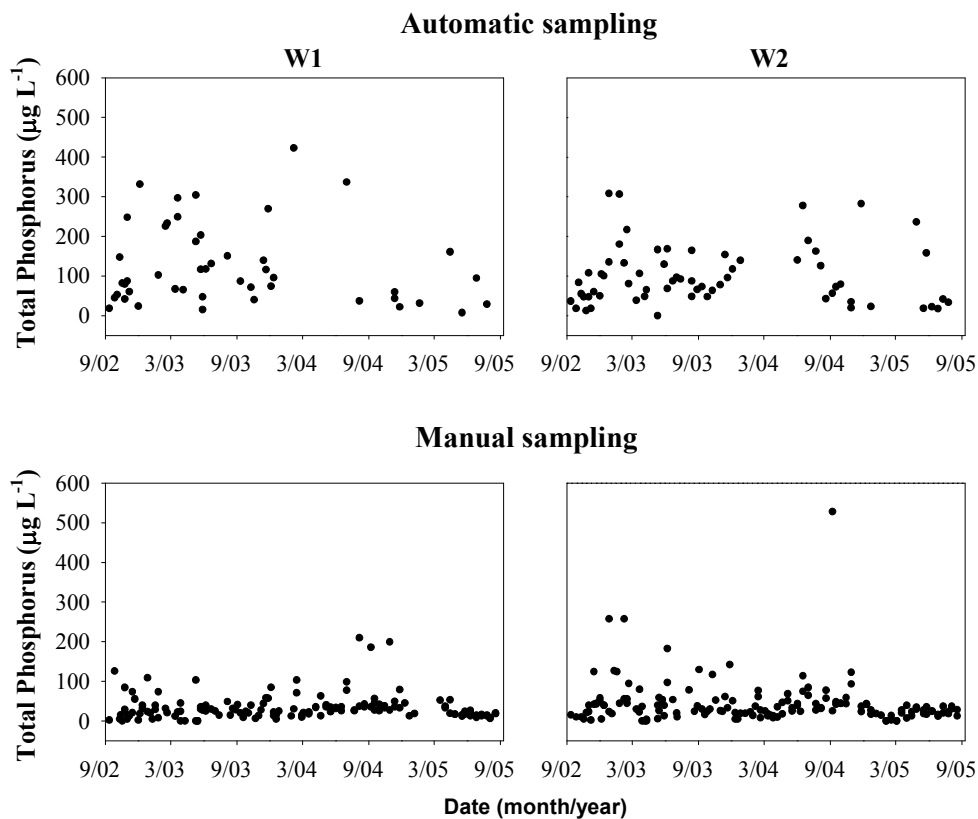 Automatic sampling
W1
W2
Total Phosphorus (µg L⁻¹)
600
500
400
300
200
100
0
9/02 3/03 9/03 3/04 9/04 3/05 9/05
9/02 3/03 9/03 3/04 9/04 3/05 9/05
Manual sampling
Total Phosphorus (µg L⁻¹)
600
500
400
300
200
100
0
9/02 3/03 9/03 3/04 9/04 3/05 9/05
9/02 3/03 9/03 3/04 9/04 3/05 9/05
Date (month/year)